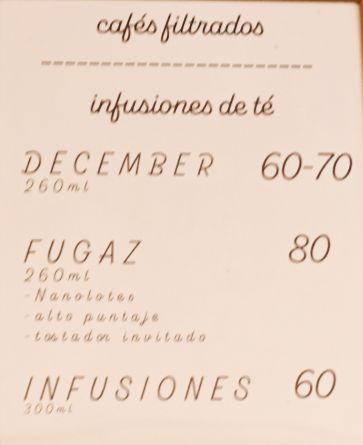 cafés filtrados
infusiones de té
DECEMBER 60-70
260ml
FUGAZ 80
260ml
-Nanolotes
-alto puntaje
-tostador invitado
INFUSIONES 60
300ml